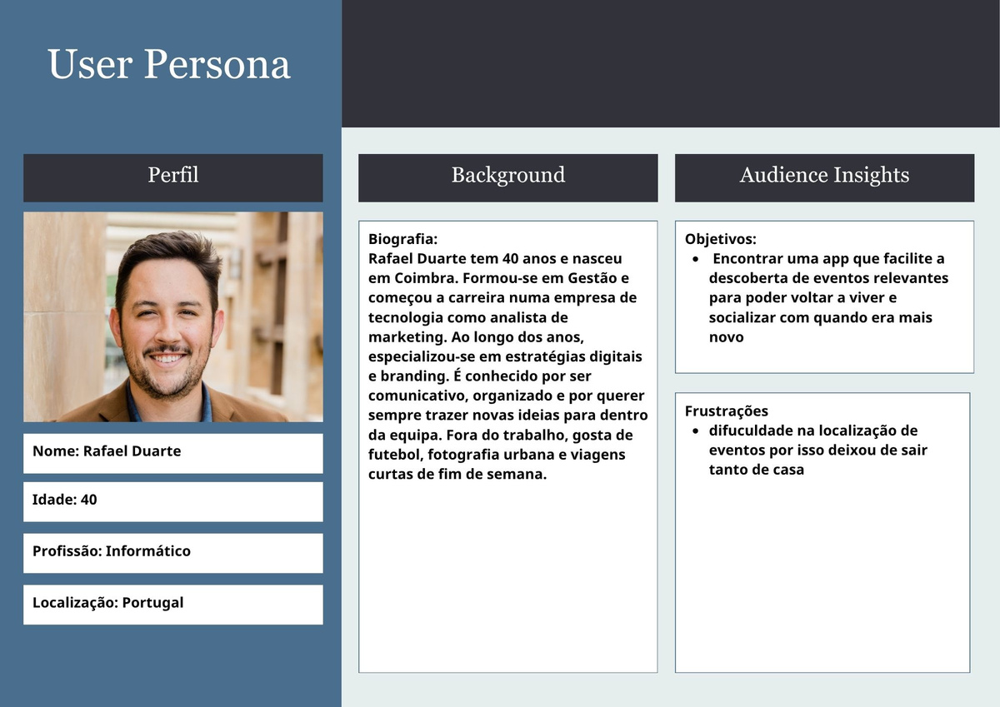 User Persona
Perfil
Nome: Rafael Duarte
Idade: 40
Profissão: Informático
Localização: Portugal
Background
Biografia:
Rafael Duarte tem 40 anos e nasceu
em Coimbra. Formou-se em Gestão e
começou a carreira numa empresa de
tecnologia como analista de
marketing. Ao longo dos anos,
especializou-se em estratégias digitais
e branding. É conhecido por ser
comunicativo, organizado e por querer
sempre trazer novas ideias para dentro
da equipa. Fora do trabalho, gosta de
futebol, fotografia urbana e viagens
curtas de fim de semana.
Audience Insights
Objetivos:
• Encontrar uma app que facilite a
descoberta de eventos relevantes
para poder voltar a viver e
socializar com quando era mais
novo
Frustrações
• difuculdade na localização de
eventos por isso deixou de sair
tanto de casa